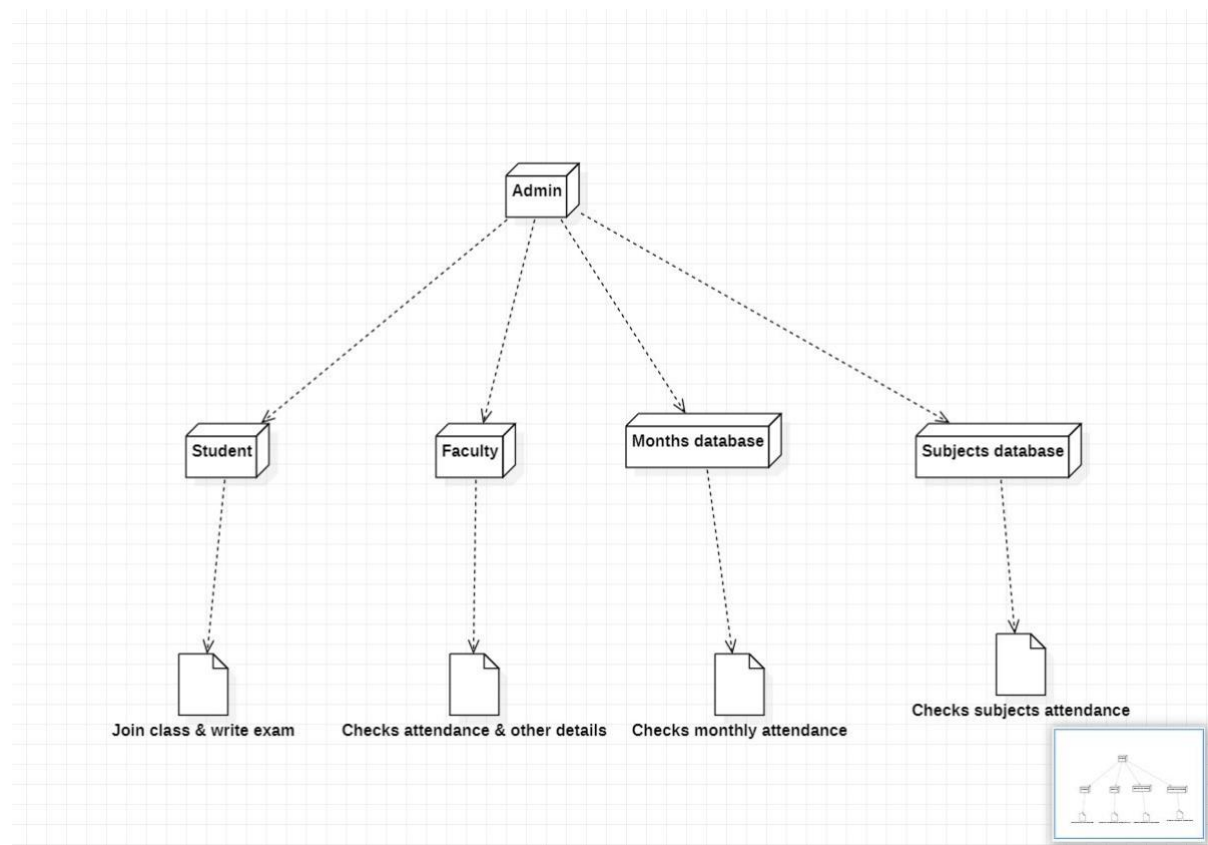 Admin
Student
Faculty
Months database
Subjects database
Join class & write exam
Checks attendance & other details
Checks monthly attendance
Checks subjects attendance